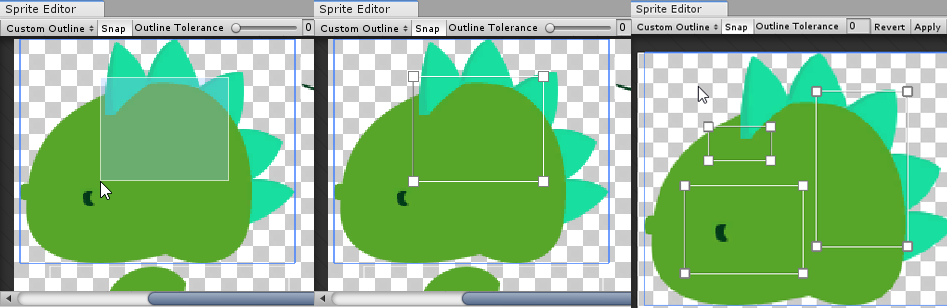 Sprite Editor
Custom Outline Snap Outline Tolerance 0
Sprite Editor
Custom Outline Snap Outline Tolerance 0
Sprite Editor
Custom Outline Snap Outline Tolerance 0 Revert Apply